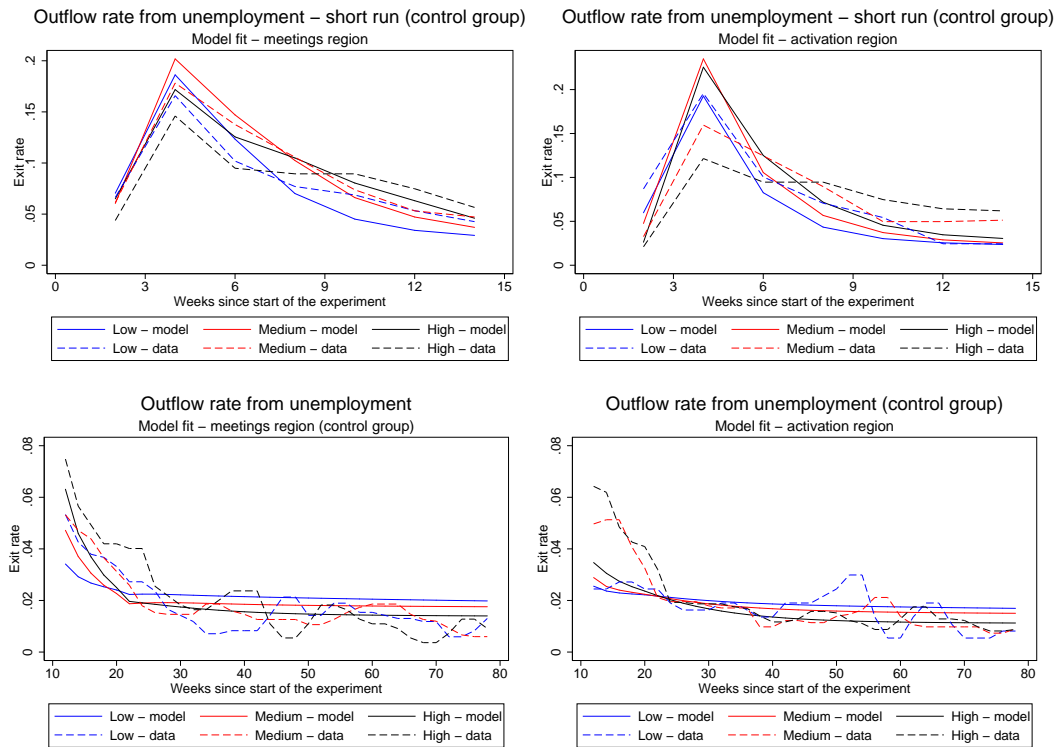 Outflow rate from unemployment – short run (control group)
Model fit – meetings region
Exit rate
0 .05 .1 .15 .2
0 3 6 9 12 15
Weeks since start of the experiment
Low – model Medium – model High – model
Low – data Medium – data High – data
Outflow rate from unemployment – short run (control group)
Model fit – activation region
Exit rate
0 .05 .1 .15 .2
0 3 6 9 12 15
Weeks since start of the experiment
Low – model Medium – model High – model
Low – data Medium – data High – data
Outflow rate from unemployment
Model fit – meetings region (control group)
Exit rate
0 .02 .04 .06 .08
10 20 30 40 50 60 70 80
Weeks since start of the experiment
Low – model Medium – model High – model
Low – data Medium – data High – data
Outflow rate from unemployment (control group)
Model fit – activation region
Exit rate
0 .02 .04 .06 .08
10 20 30 40 50 60 70 80
Weeks since start of the experiment
Low – model Medium – model High – model
Low – data Medium – data High – data